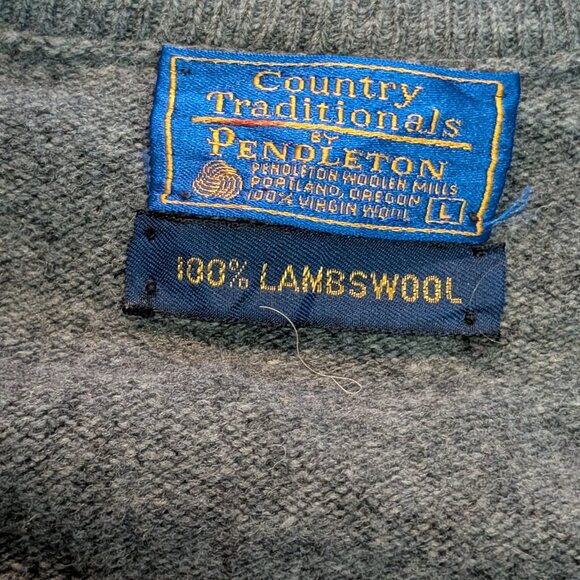 Country
Traditionals
BY
PENDLETON
PENDLETON WOOLEN MILLS
PORTLAND, OREGON
100% VIRGIN WOOL L
100% LAMBSWOOL